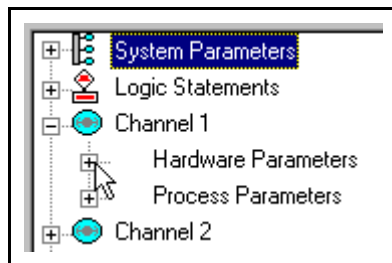 System Parameters
Logic Statements
Channel 1
Hardware Parameters
Process Parameters
Channel 2